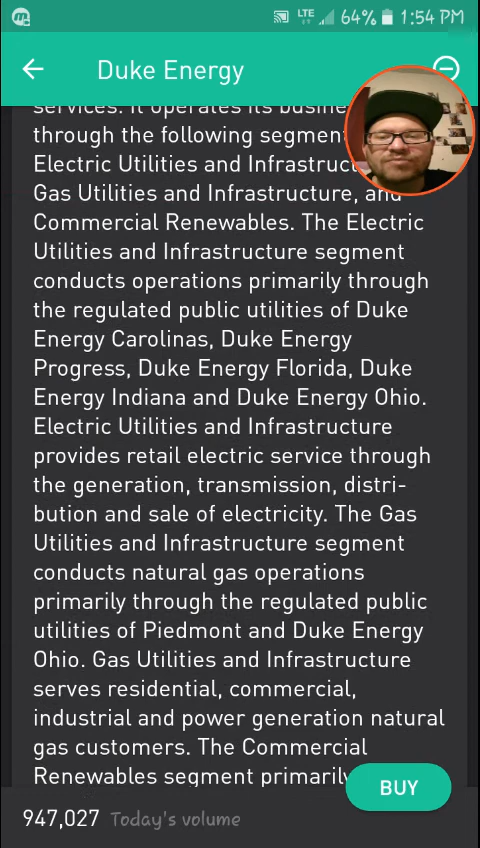 LTE 64% 1:54 PM
Duke Energy
services. It operates its busine
through the following segment
Electric Utilities and Infrastruct
Gas Utilities and Infrastructure, and
Commercial Renewables. The Electric
Utilities and Infrastructure segment
conducts operations primarily through
the regulated public utilities of Duke
Energy Carolinas, Duke Energy
Progress, Duke Energy Florida, Duke
Energy Indiana and Duke Energy Ohio.
Electric Utilities and Infrastructure
provides retail electric service through
the generation, transmission, distri-
bution and sale of electricity. The Gas
Utilities and Infrastructure segment
conducts natural gas operations
primarily through the regulated public
utilities of Piedmont and Duke Energy
Ohio. Gas Utilities and Infrastructure
serves residential, commercial,
industrial and power generation natural
gas customers. The Commercial
Renewables segment primarily
BUY
947,027 Today's volume